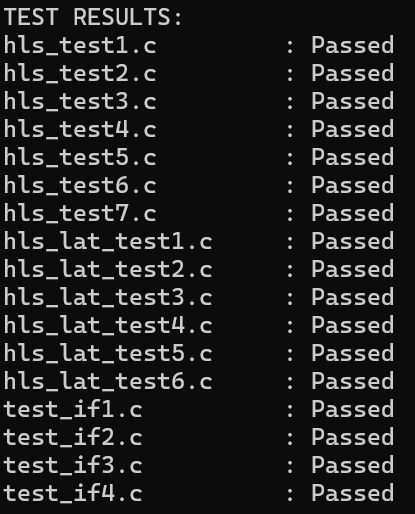 TEST RESULTS:
hls_test1.c : Passed
hls_test2.c : Passed
hls_test3.c : Passed
hls_test4.c : Passed
hls_test5.c : Passed
hls_test6.c : Passed
hls_test7.c : Passed
hls_lat_test1.c : Passed
hls_lat_test2.c : Passed
hls_lat_test3.c : Passed
hls_lat_test4.c : Passed
hls_lat_test5.c : Passed
hls_lat_test6.c : Passed
test_if1.c : Passed
test_if2.c : Passed
test_if3.c : Passed
test_if4.c : Passed